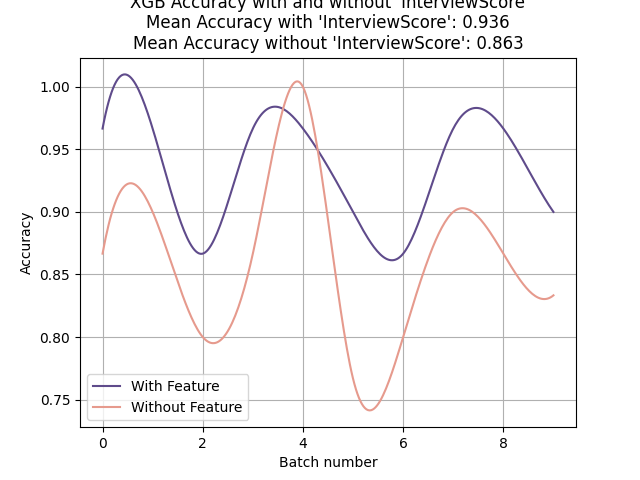 XGB Accuracy with and without 'InterviewScore'
Mean Accuracy with 'InterviewScore': 0.936
Mean Accuracy without 'InterviewScore': 0.863
1.00
0.95
0.90
0.85
0.80
0.75
Accuracy
With Feature
Without Feature
0 2 4 6 8
Batch number